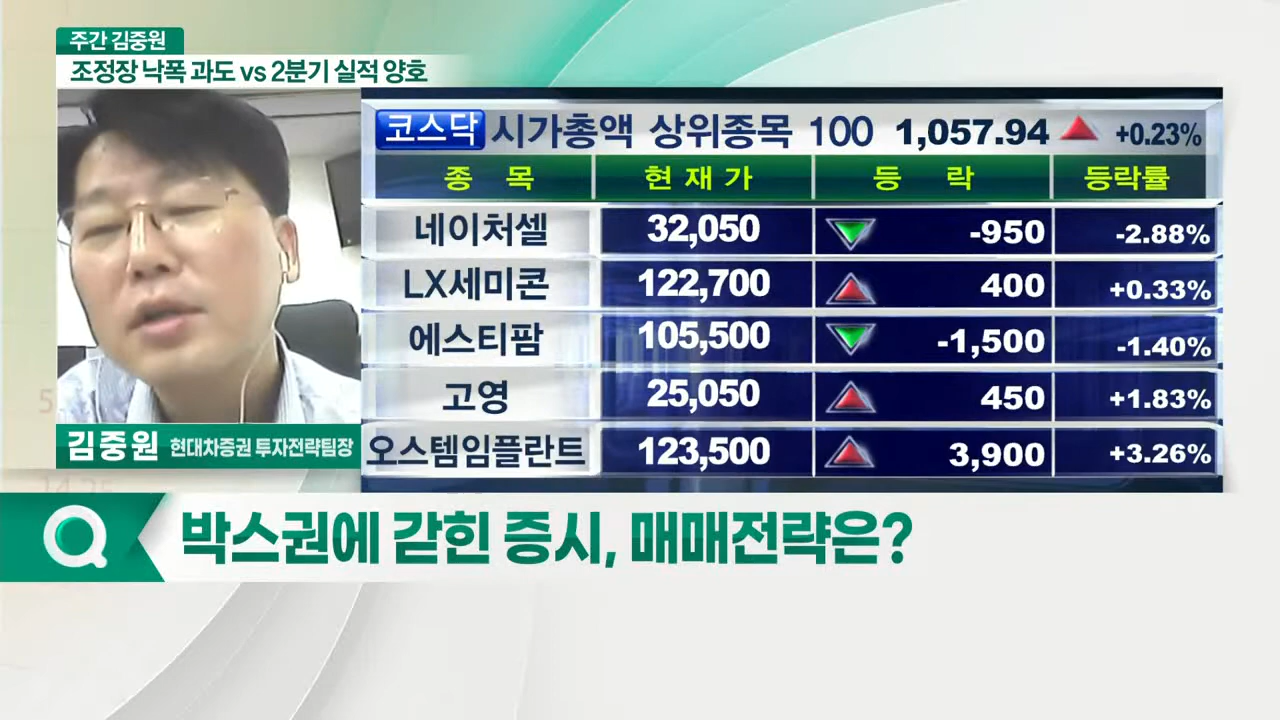 주간 김중원
조정장 낙폭 과도 vs 2분기 실적 양호
코스닥 시가총액 상위종목 100 1,057.94 ▲ +0.23%
종 목 현재가 등 락 등락률
네이처셀 32,050 ▼ -950 -2.88%
LX세미콘 122,700 ▲ 400 +0.33%
에스티팜 105,500 ▼ -1,500 -1.40%
고영 25,050 ▲ 450 +1.83%
오스템임플란트 123,500 ▲ 3,900 +3.26%
김중원 현대차증권 투자전략팀장
Q 박스권에 갇힌 증시, 매매전략은?